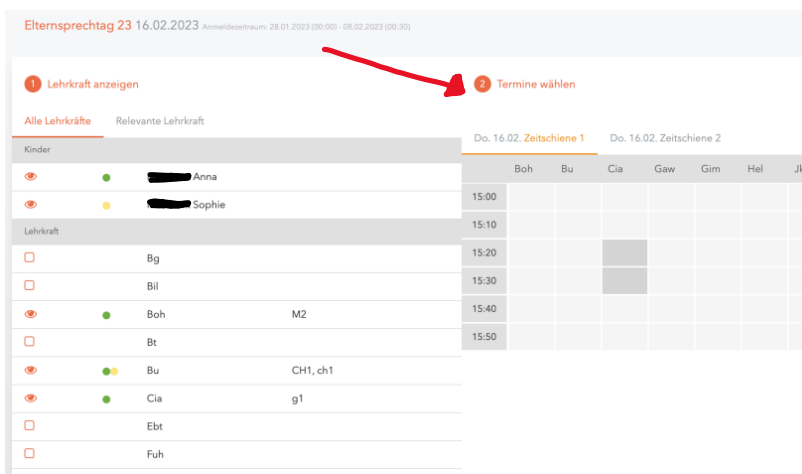 Elternsprechtag 23 16.02.2023 Anmeldezeitraum: 28.01.2023 (00:00) - 08.02.2023 (00:30)
1 Lehrkraft anzeigen
Alle Lehrkräfte Relevante Lehrkraft
Kinder
Anna
Sophie
Lehrkraft
Bg
Bil
Boh M2
Bt
Bu CH1, ch1
Cia g1
Ebt
Fuh
2 Termine wählen
Do. 16.02. Zeitschiene 1 Do. 16.02. Zeitschiene 2
Boh Bu Cia Gaw Gim Hel
15:00
15:10
15:20
15:30
15:40
15:50